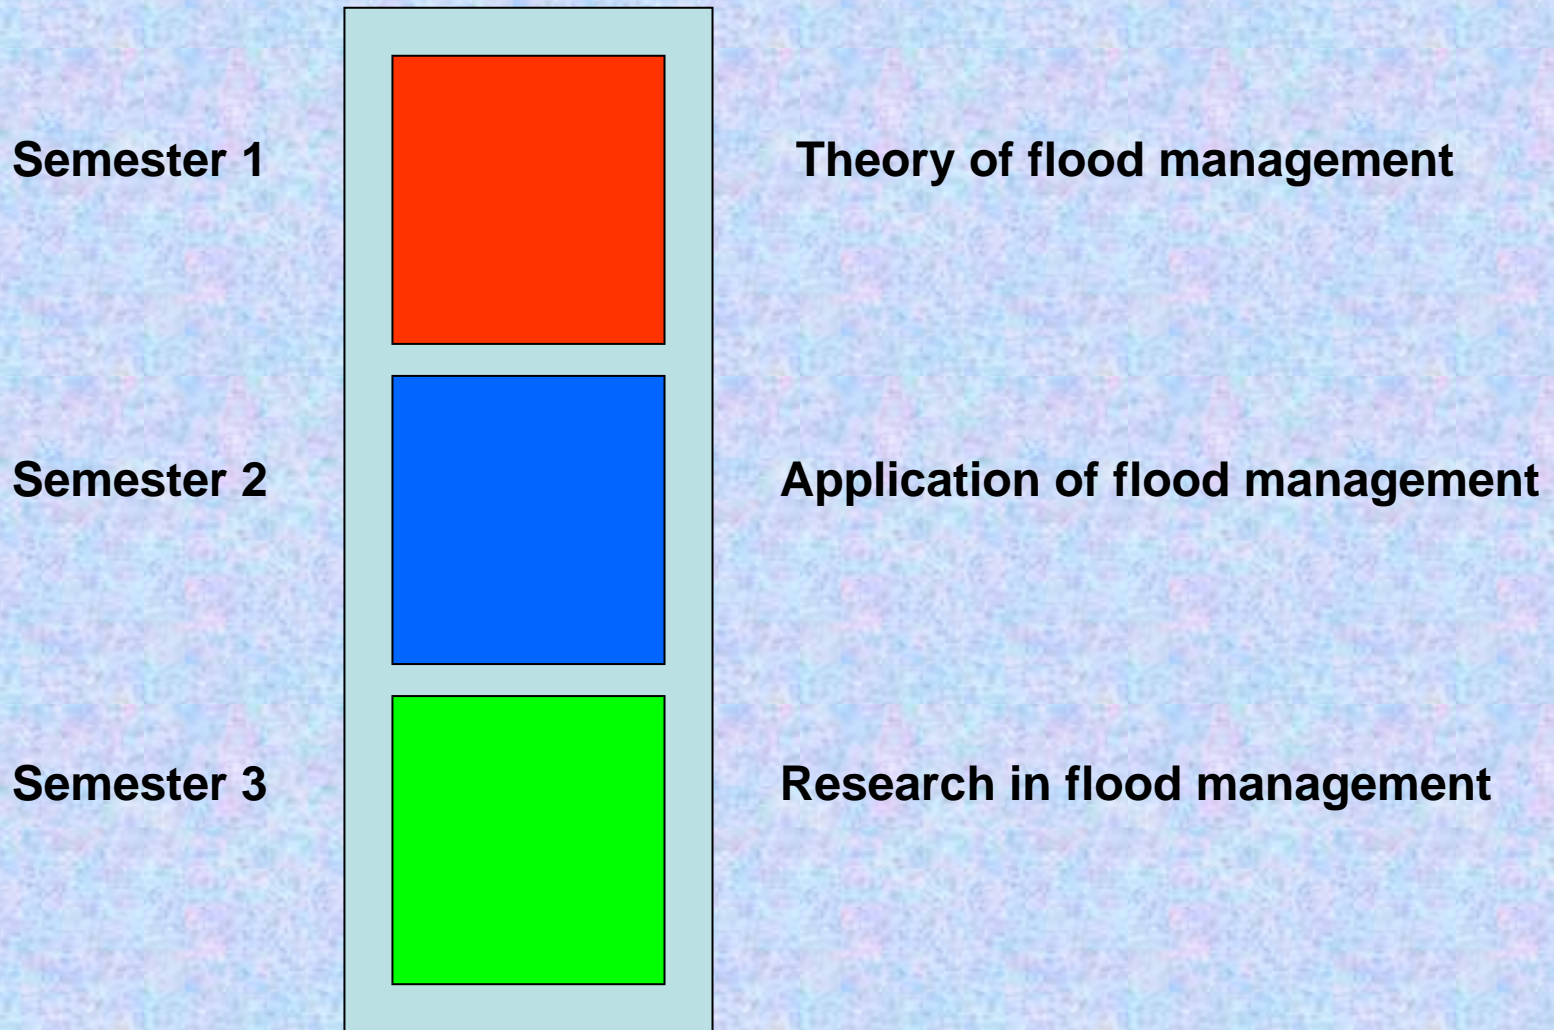 Semester 1
Theory of flood management
Semester 2
Application of flood management
Semester 3
Research in flood management